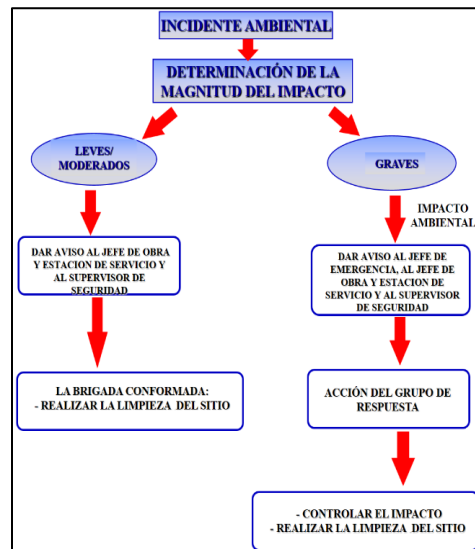 INCIDENTE AMBIENTAL
DETERMINACIÓN DE LA
MAGNITUD DEL IMPACTO
LEVES/
MODERADOS
GRAVES
IMPACTO
AMBIENTAL
DAR AVISO AL JEFE DE OBRA
Y ESTACION DE SERVICIO Y
AL SUPERVISOR DE
SEGURIDAD
DAR AVISO AL JEFE DE
EMERGENCIA, AL JEFE DE
OBRA Y ESTACION DE
SERVICIO Y AL SUPERVISOR
DE SEGURIDAD
LA BRIGADA CONFORMADA:
- REALIZAR LA LIMPIEZA DEL SITIO
ACCIÓN DEL GRUPO DE
RESPUESTA
- CONTROLAR EL IMPACTO
- REALIZAR LA LIMPIEZA DEL SITIO